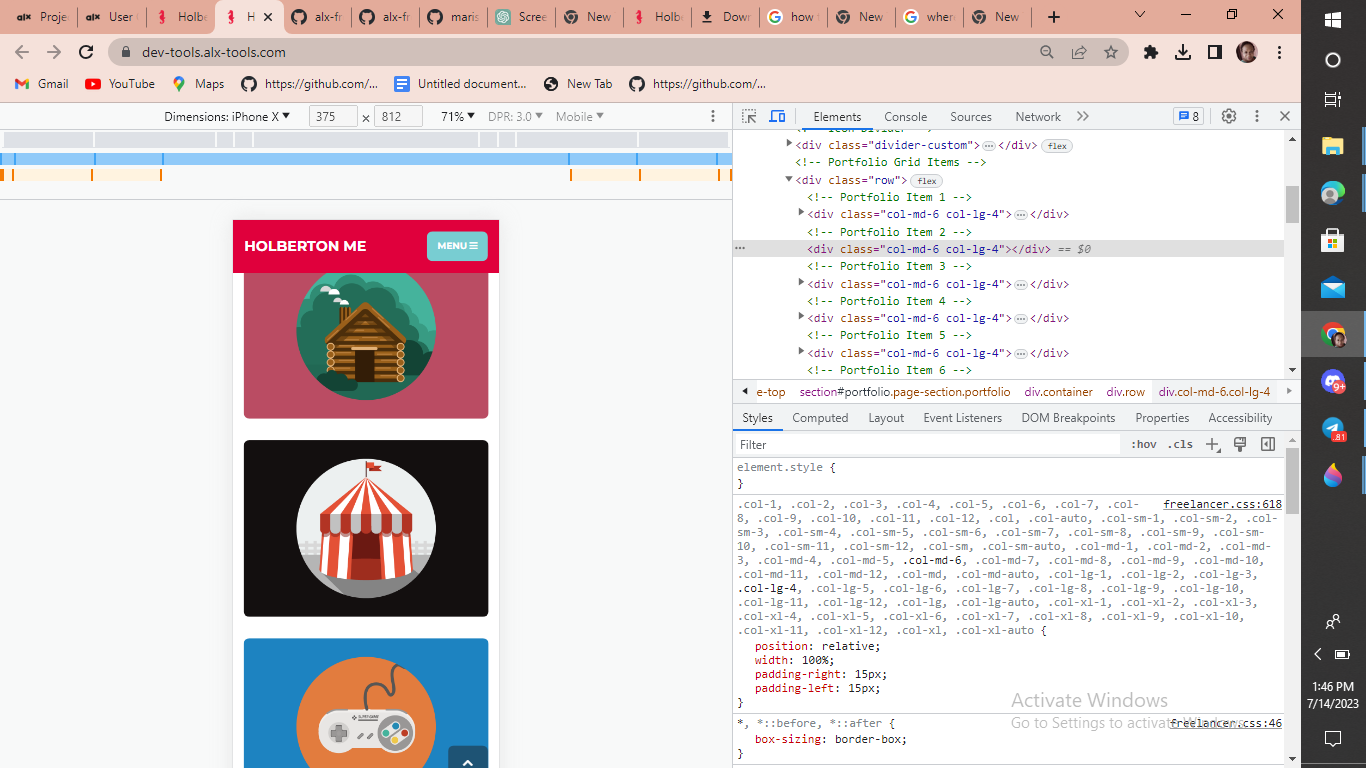 alx Proje
alx User I
Holbe
H
alx-fr
alx-fr
maris
Scree
New
Holbe
Down
how t
New
wher
New
dev-tools.alx-tools.com
Gmail YouTube Maps https://github.com/... Untitled document... New Tab https://github.com/...
Dimensions: iPhone X 375 x 812 71% DPR: 3.0 Mobile
Elements Console Sources Network 8
<div class="divider-custom"> </div> flex
<!-- Portfolio Grid Items -->
<div class="row"> flex
<!-- Portfolio Item 1 -->
<div class="col-md-6 col-lg-4"> </div>
<!-- Portfolio Item 2 -->
<div class="col-md-6 col-lg-4"></div> == $0
<!-- Portfolio Item 3 -->
<div class="col-md-6 col-lg-4"> </div>
<!-- Portfolio Item 4 -->
<div class="col-md-6 col-lg-4"> </div>
<!-- Portfolio Item 5 -->
<div class="col-md-6 col-lg-4"> </div>
<!-- Portfolio Item 6 -->
e-top section#portfolio.page-section.portfolio div.container div.row div.col-md-6.col-lg-4
Styles Computed Layout Event Listeners DOM Breakpoints Properties Accessibility
Filter :hov .cls
element.style {
}
.col-1, .col-2, .col-3, .col-4, .col-5, .col-6, .col-7, .col- freelancer.css:618
8, .col-9, .col-10, .col-11, .col-12, .col, .col-auto, .col-sm-1, .col-sm-2, .col-
sm-3, .col-sm-4, .col-sm-5, .col-sm-6, .col-sm-7, .col-sm-8, .col-sm-9, .col-sm-
10, .col-sm-11, .col-sm-12, .col-sm, .col-sm-auto, .col-md-1, .col-md-2, .col-md-
3, .col-md-4, .col-md-5, .col-md-6, .col-md-7, .col-md-8, .col-md-9, .col-md-10,
.col-md-11, .col-md-12, .col-md, .col-md-auto, .col-lg-1, .col-lg-2, .col-lg-3,
.col-lg-4, .col-lg-5, .col-lg-6, .col-lg-7, .col-lg-8, .col-lg-9, .col-lg-10,
.col-lg-11, .col-lg-12, .col-lg, .col-lg-auto, .col-xl-1, .col-xl-2, .col-xl-3,
.col-xl-4, .col-xl-5, .col-xl-6, .col-xl-7, .col-xl-8, .col-xl-9, .col-xl-10,
.col-xl-11, .col-xl-12, .col-xl, .col-xl-auto {
position: relative;
width: 100%;
padding-right: 15px;
padding-left: 15px;
}
*, *::before, *::after { freelancer.css:46
box-sizing: border-box;
}
HOLBERTON ME MENU
Activate Windows
Go to Settings to activate Windows.
9+
.81
1:46 PM
7/14/2023